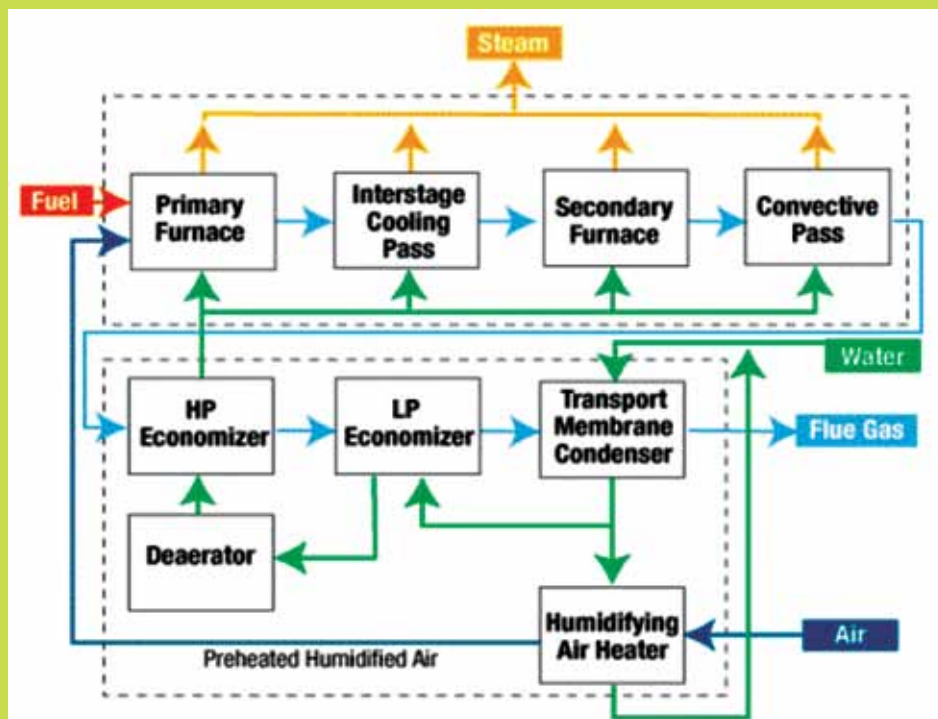 Steam
Fuel
Primary
Furnace
Interstage
Cooling
Pass
Secondary
Furnace
Convective
Pass
Water
HP
Economizer
LP
Economizer
Transport
Membrane
Condenser
Flue Gas
Deaerator
Humidifying
Air Heater
Air
Preheated Humidified Air